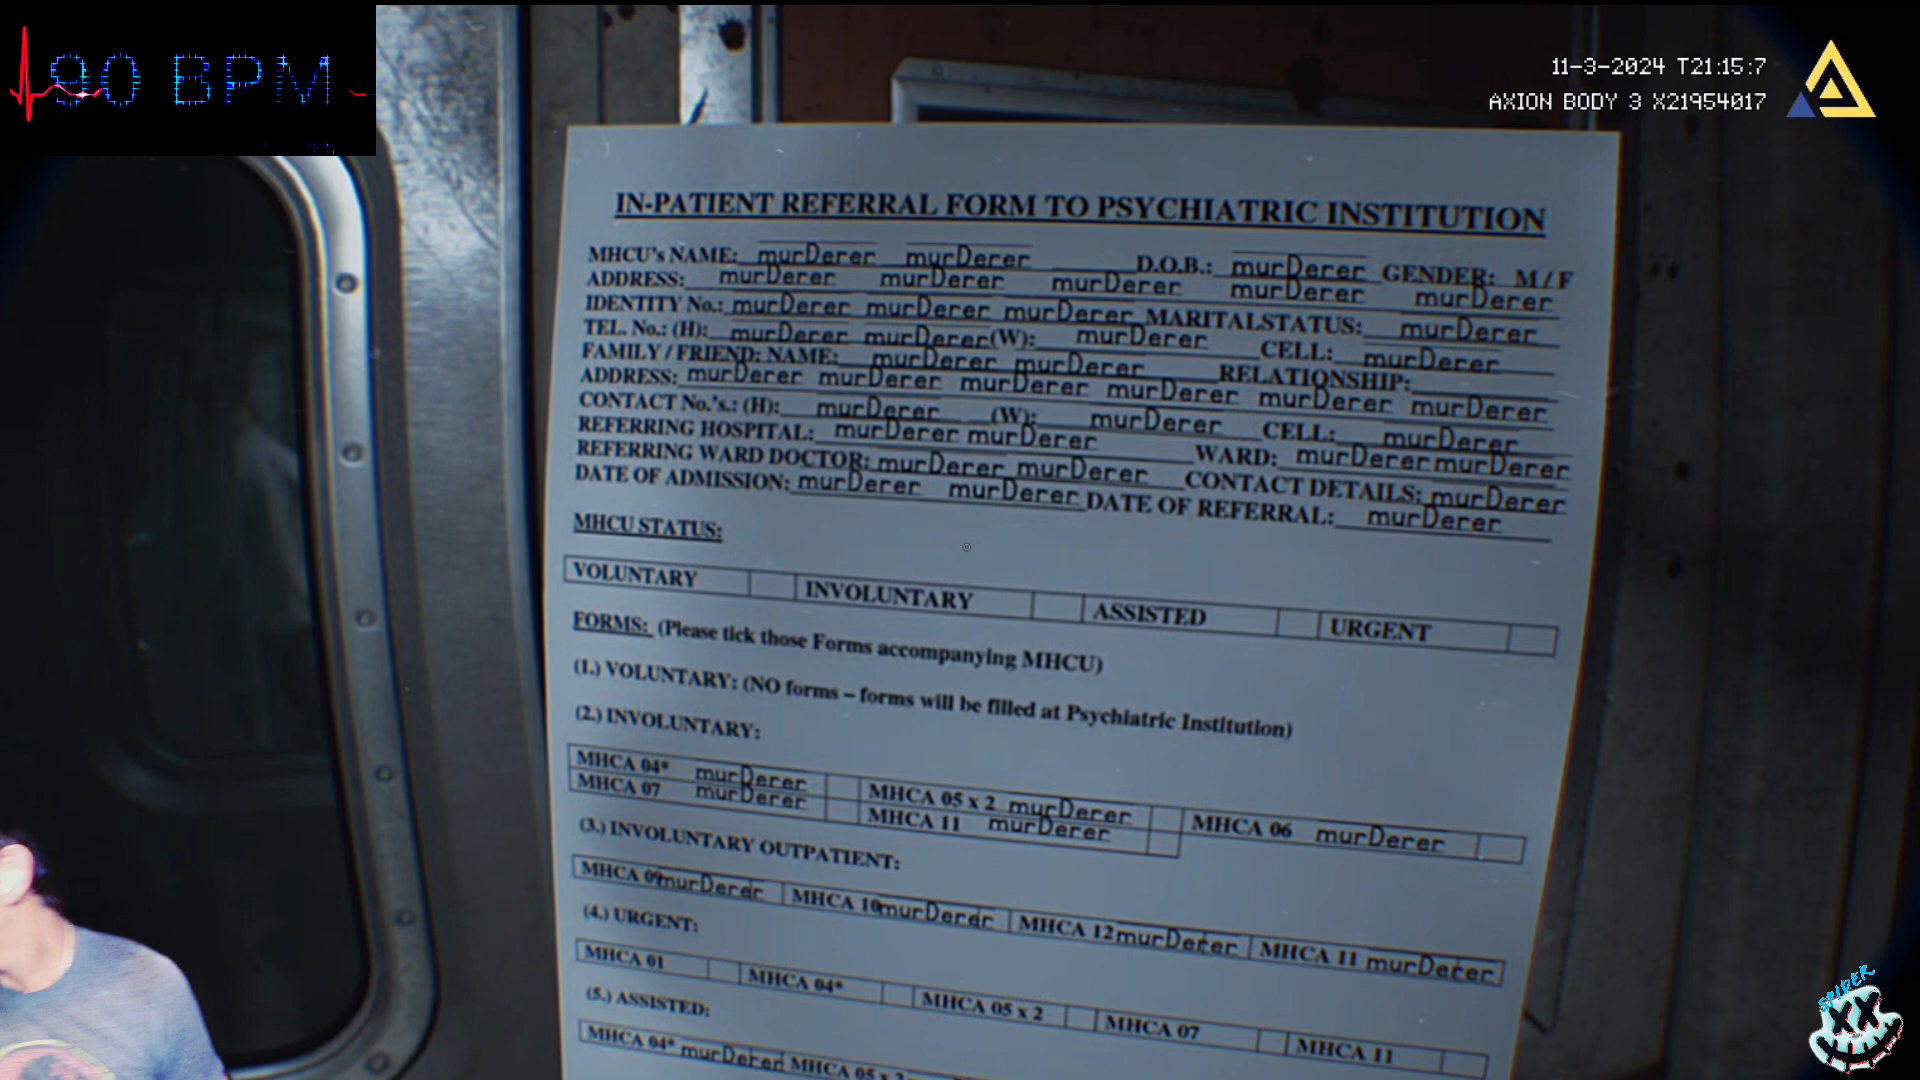 90 BPM
11-3-2024 T21:15:7
AXION BODY 3 X21954017
IN-PATIENT REFERRAL FORM TO PSYCHIATRIC INSTITUTION
MHCU's NAME: murDerer murDerer D.O.B.: murDerer GENDER: M / F
ADDRESS: murDerer murDerer murDerer murDerer murDerer
IDENTITY No.: murDerer murDerer murDerer MARITALSTATUS: murDerer
TEL. No.: (H): murDerer murDerer (W): murDerer CELL: murDerer
FAMILY / FRIEND: NAME: murDerer murDerer RELATIONSHIP:
ADDRESS: murDerer murDerer murDerer murDerer murDerer murDerer
CONTACT No.'s.: (H): murDerer (W): murDerer CELL: murDerer
REFERRING HOSPITAL: murDerer murDerer WARD: murDerer murDerer
REFERRING WARD DOCTOR: murDerer murDerer CONTACT DETAILS: murDerer
DATE OF ADMISSION: murDerer murDerer DATE OF REFERRAL: murDerer
MHCU STATUS:
VOLUNTARY INVOLUNTARY ASSISTED URGENT
FORMS: (Please tick those Forms accompanying MHCU)
(1.) VOLUNTARY: (NO forms – forms will be filled at Psychiatric Institution)
(2.) INVOLUNTARY:
MHCA 04* murDerer MHCA 05 x 2 murDerer MHCA 06 murDerer
MHCA 07 murDerer MHCA 11 murDerer
(3.) INVOLUNTARY OUTPATIENT:
MHCA 09 murDerer MHCA 10 murDerer MHCA 12 murDerer MHCA 11 murDerer
(4.) URGENT:
MHCA 01 MHCA 04* MHCA 05 x 2 MHCA 07 MHCA 11
(5.) ASSISTED:
MHCA 04* murDerer MHCA 05 x 2
SPIDER